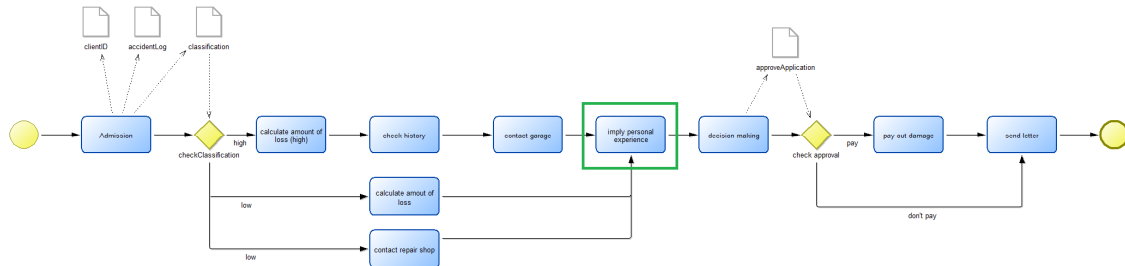 clientID
accidentLog
classification
approveApplication
Admission
checkClassification
high
calculate amount of
loss (high)
check history
contact garage
imply personal
experience
decision making
check approval
pay
pay out damage
send letter
low
calculate amout of
loss
don't pay
low
contact repair shop